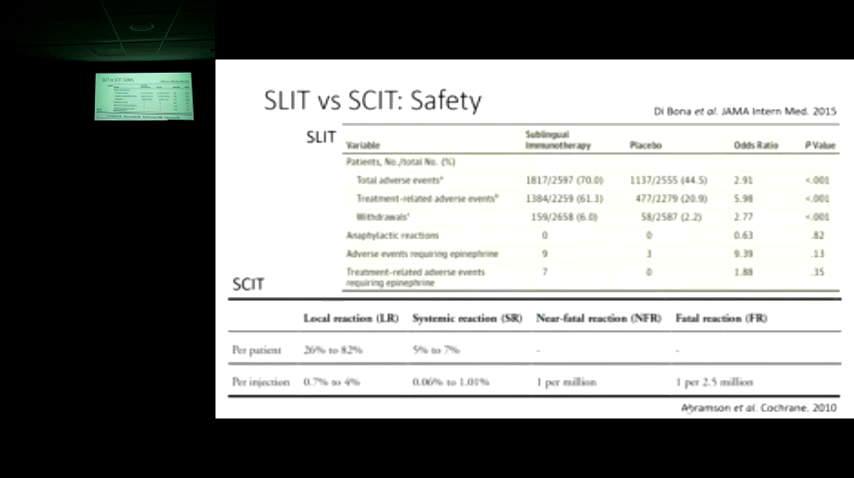 SLIT vs SCIT: Safety
Di Bona et al. JAMA Intern Med. 2015
SLIT
Variable Sublingual Immunotherapy Placebo Odds Ratio P Value
Patients, No./total No. (%)
Total adverse eventsᵃ 1817/2597 (70.0) 1137/2555 (44.5) 2.91 <.001
Treatment-related adverse eventsᵇ 1384/2259 (61.3) 477/2279 (20.9) 5.98 <.001
Withdrawalsᶜ 159/2658 (6.0) 58/2587 (2.2) 2.77 <.001
Anaphylactic reactions 0 0 0.63 .82
Adverse events requiring epinephrine 9 3 9.39 .13
Treatment-related adverse events requiring epinephrine 7 0 1.88 .35
SCIT
Local reaction (LR) Systemic reaction (SR) Near-fatal reaction (NFR) Fatal reaction (FR)
Per patient 26% to 82% 5% to 7% - -
Per injection 0.7% to 4% 0.06% to 1.01% 1 per million 1 per 2.5 million
Abramson et al. Cochrane. 2010